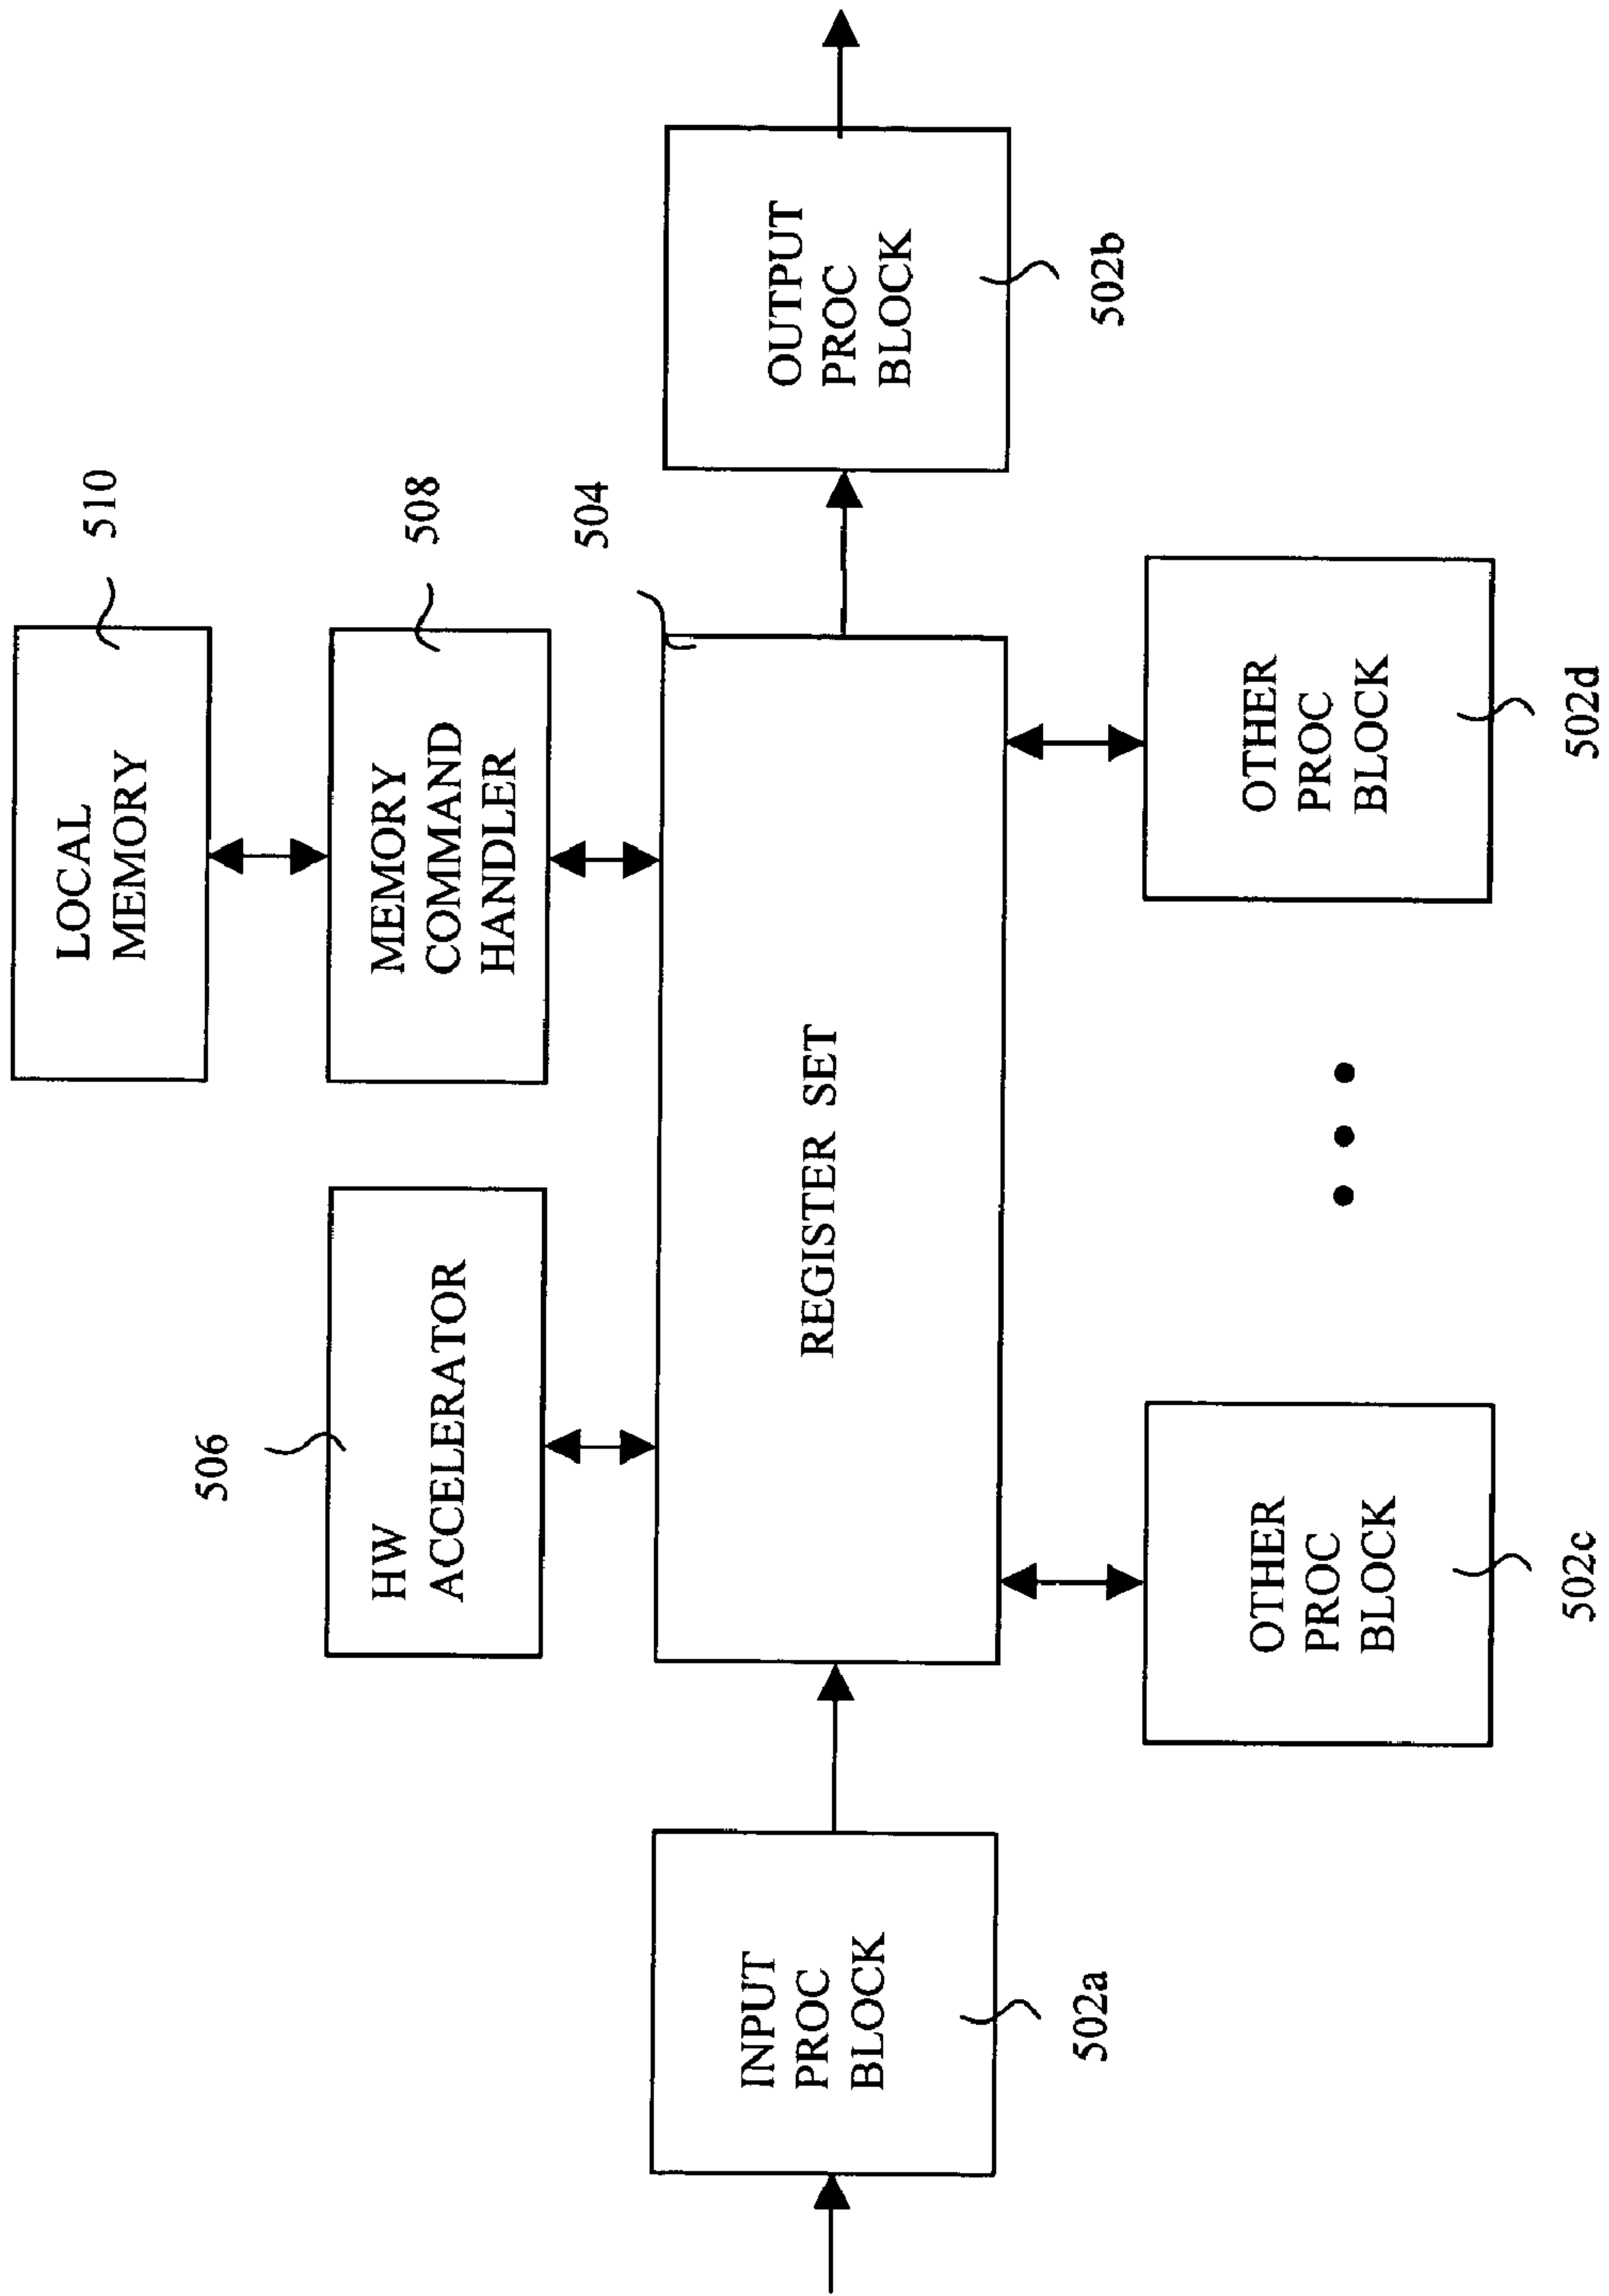 LOCAL
MEMORY
510
HW
ACCELERATOR
506
MEMORY
COMMAND
HANDLER
508
504
INPUT
PROC
BLOCK
502a
REGISTER SET
OUTPUT
PROC
BLOCK
502b
OTHER
PROC
BLOCK
502c
OTHER
PROC
BLOCK
502d